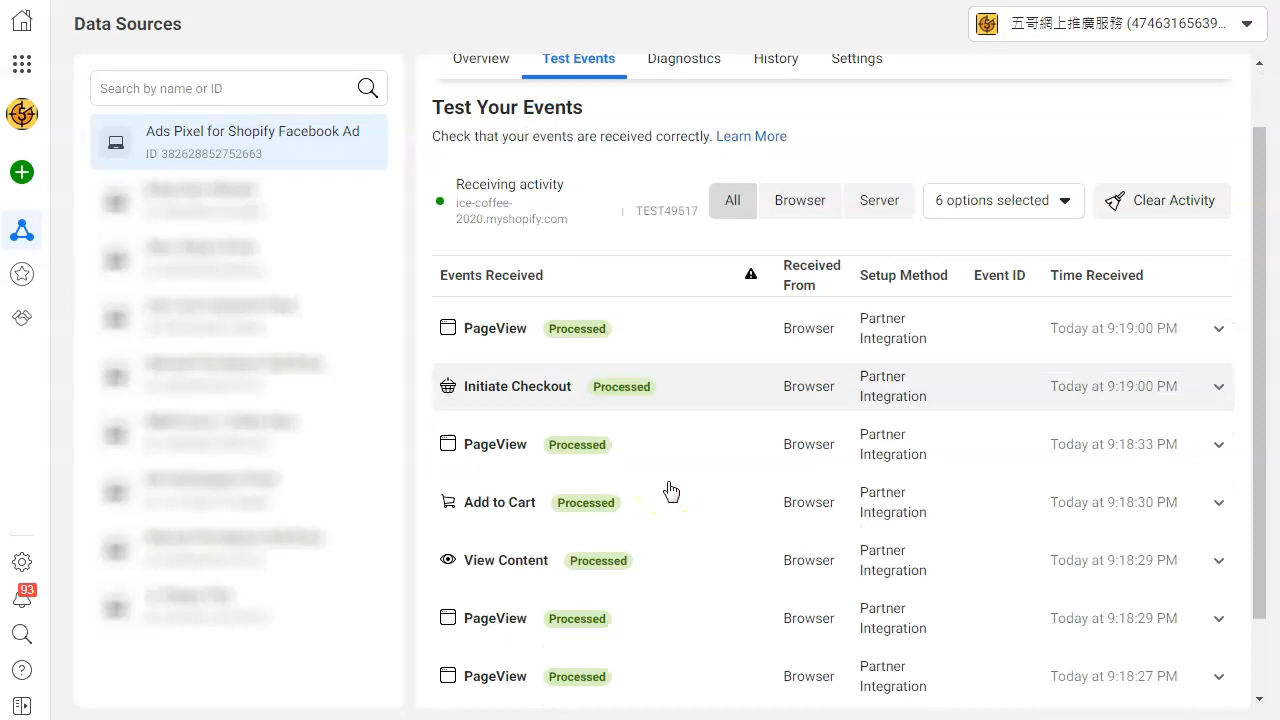 Data Sources
五哥網上推廣服務 (47463165639...
Search by name or ID
Ads Pixel for Shopify Facebook Ad
ID 382628852752663
93
Overview Test Events Diagnostics History Settings
Test Your Events
Check that your events are received correctly. Learn More
Receiving activity
ice-coffee-
2020.myshopify.com
TEST49517
All Browser Server 6 options selected Clear Activity
Events Received Received From Setup Method Event ID Time Received
PageView Processed Browser Partner Integration Today at 9:19:00 PM
Initiate Checkout Processed Browser Partner Integration Today at 9:19:00 PM
PageView Processed Browser Partner Integration Today at 9:18:33 PM
Add to Cart Processed Browser Partner Integration Today at 9:18:30 PM
View Content Processed Browser Partner Integration Today at 9:18:29 PM
PageView Processed Browser Partner Integration Today at 9:18:29 PM
PageView Processed Browser Partner Integration Today at 9:18:27 PM